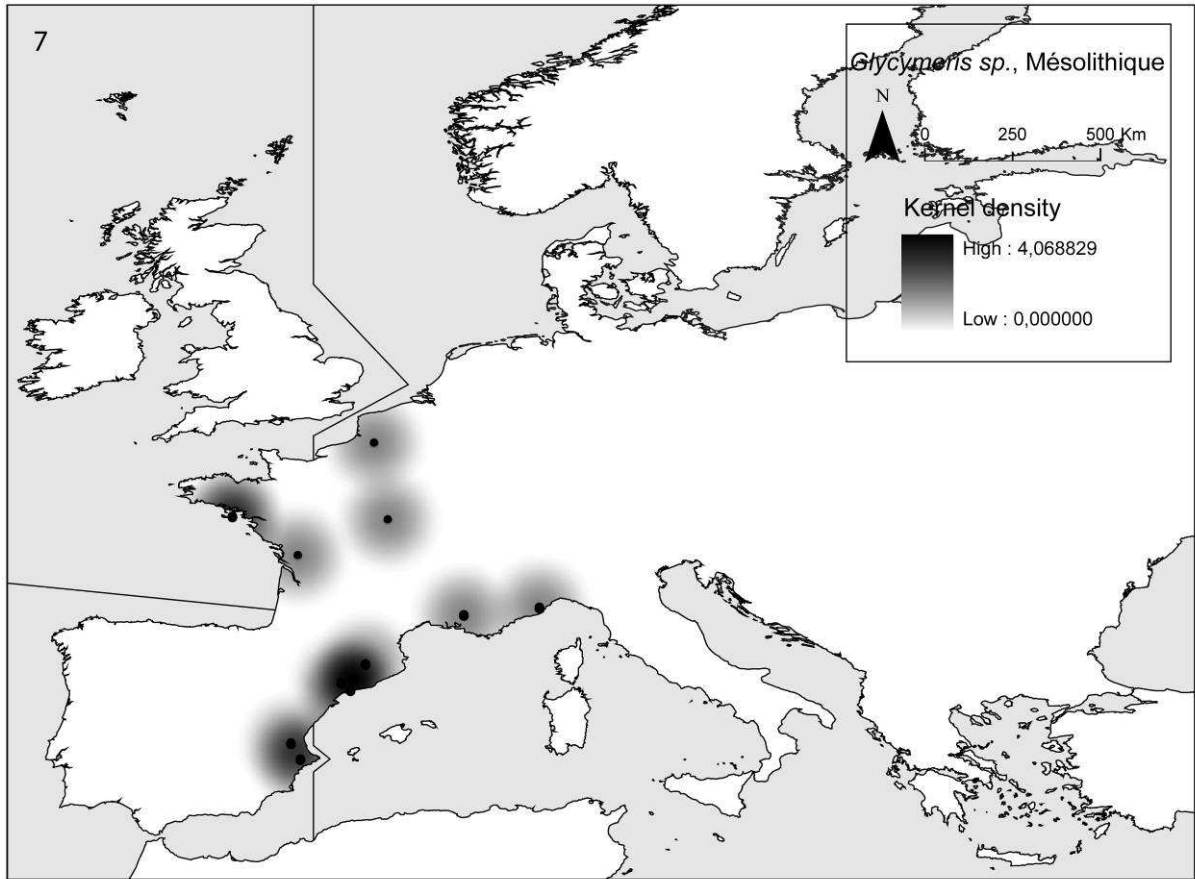 7
Glycymeris sp., Mésolithique
N
0 250 500 Km
Kernel density
High : 4,068829
Low : 0,000000